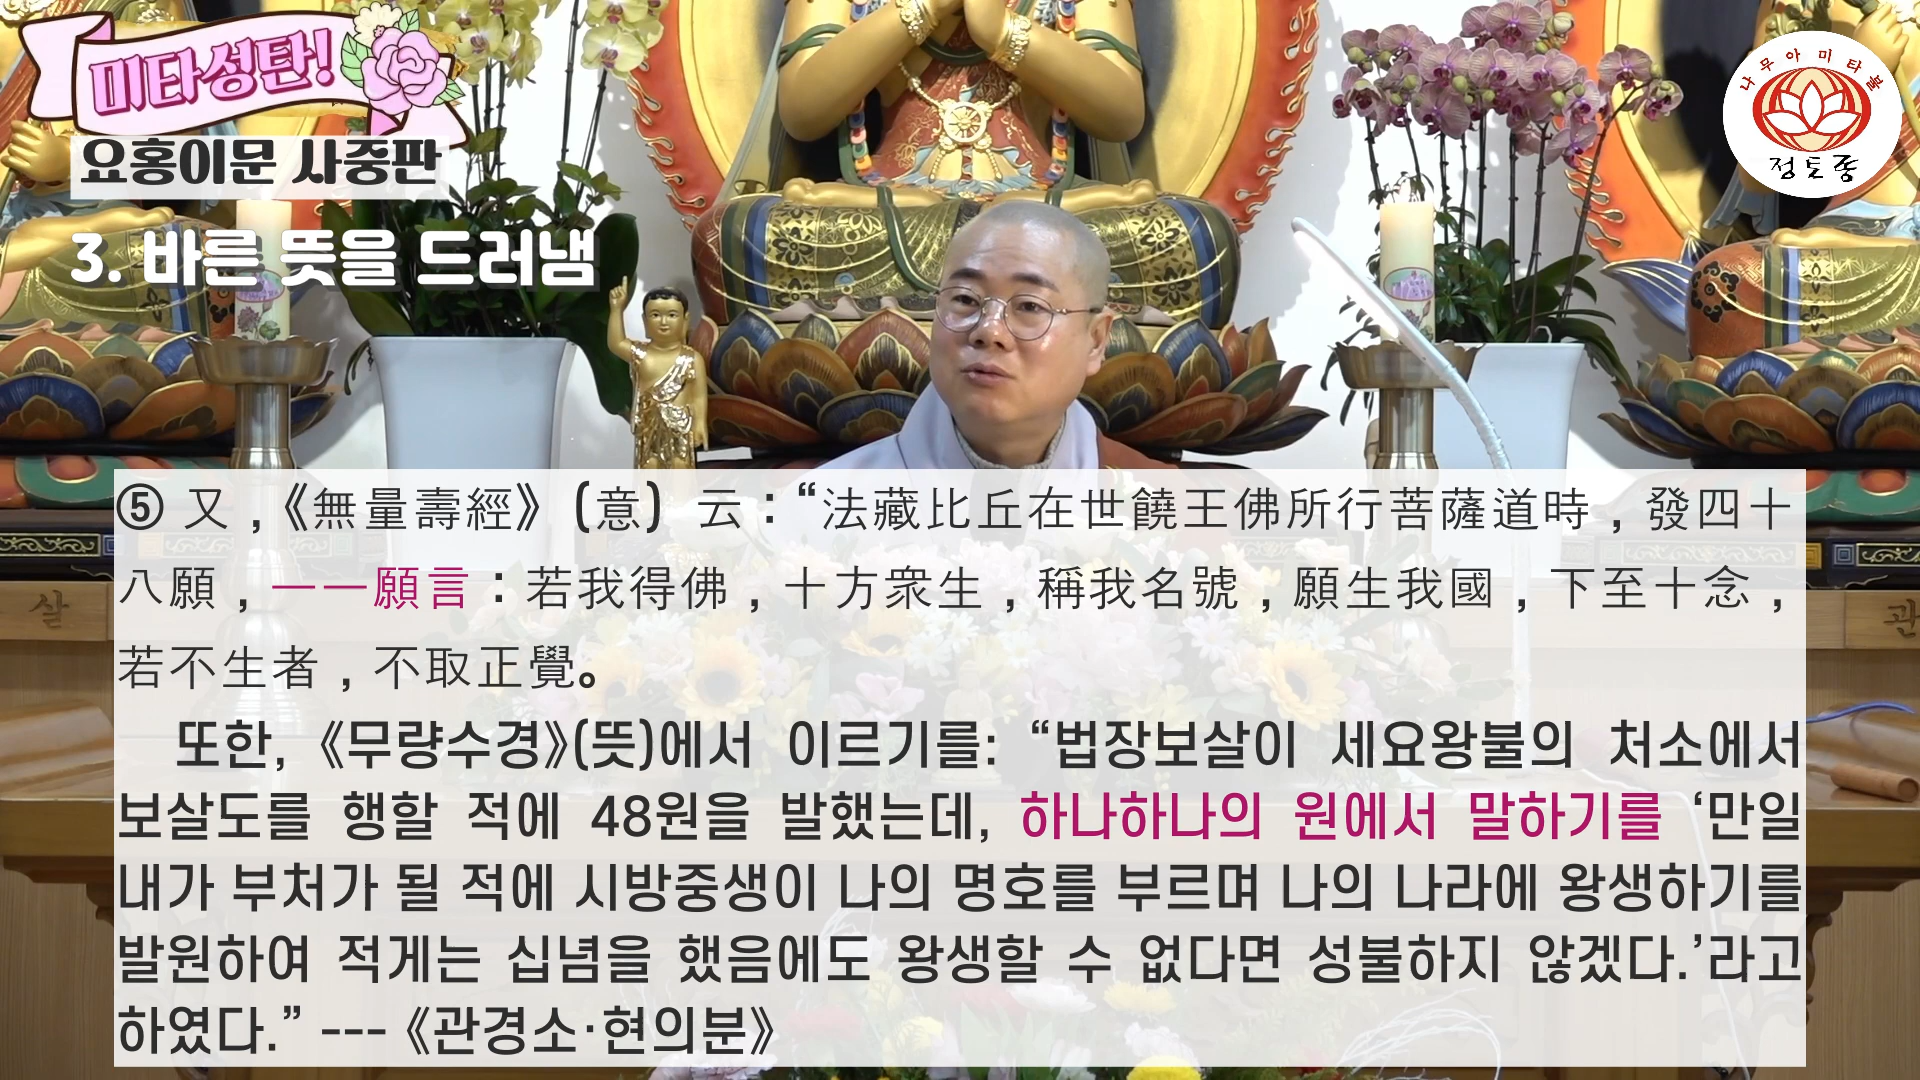 미타성탄!
나무아미타불
정토종
요홍이문 사중판
3. 바른 뜻을 드러냄
⑤ 又,《無量壽經》(意) 云:“法藏比丘在世饒王佛所行菩薩道時,發四十
八願,一一願言:若我得佛,十方衆生,稱我名號,願生我國,下至十念,
若不生者,不取正覺。
또한, 《무량수경》(뜻)에서 이르기를: “법장보살이 세요왕불의 처소에서
보살도를 행할 적에 48원을 발했는데, 하나하나의 원에서 말하기를 ‘만일
내가 부처가 될 적에 시방중생이 나의 명호를 부르며 나의 나라에 왕생하기를
발원하여 적게는 십념을 했음에도 왕생할 수 없다면 성불하지 않겠다.’라고
하였다.” --- 《관경소·현의분》
살
관